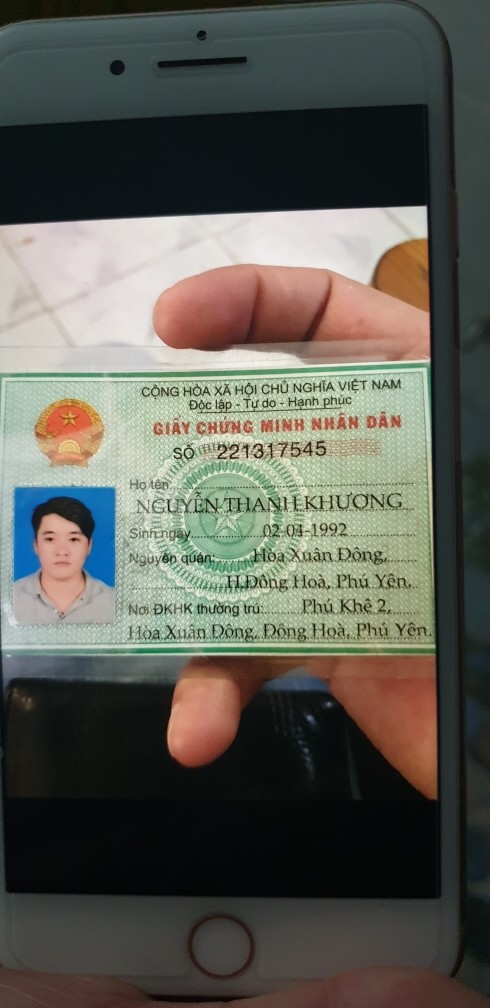 CỘNG HÒA XÃ HỘI CHỦ NGHĨA VIỆT NAM
Độc lập - Tự do - Hạnh phúc
GIẤY CHỨNG MINH NHÂN DÂN
SỐ 221317545
Họ tên
NGUYỄN THANH KHƯƠNG
Sinh ngày 02-04-1992
Nguyên quán: Hòa Xuân Đông,
H.Đông Hoà, Phú Yên.
Nơi ĐKHK thường trú: Phú Khê 2,
Hòa Xuân Đông, Đông Hoà, Phú Yên.